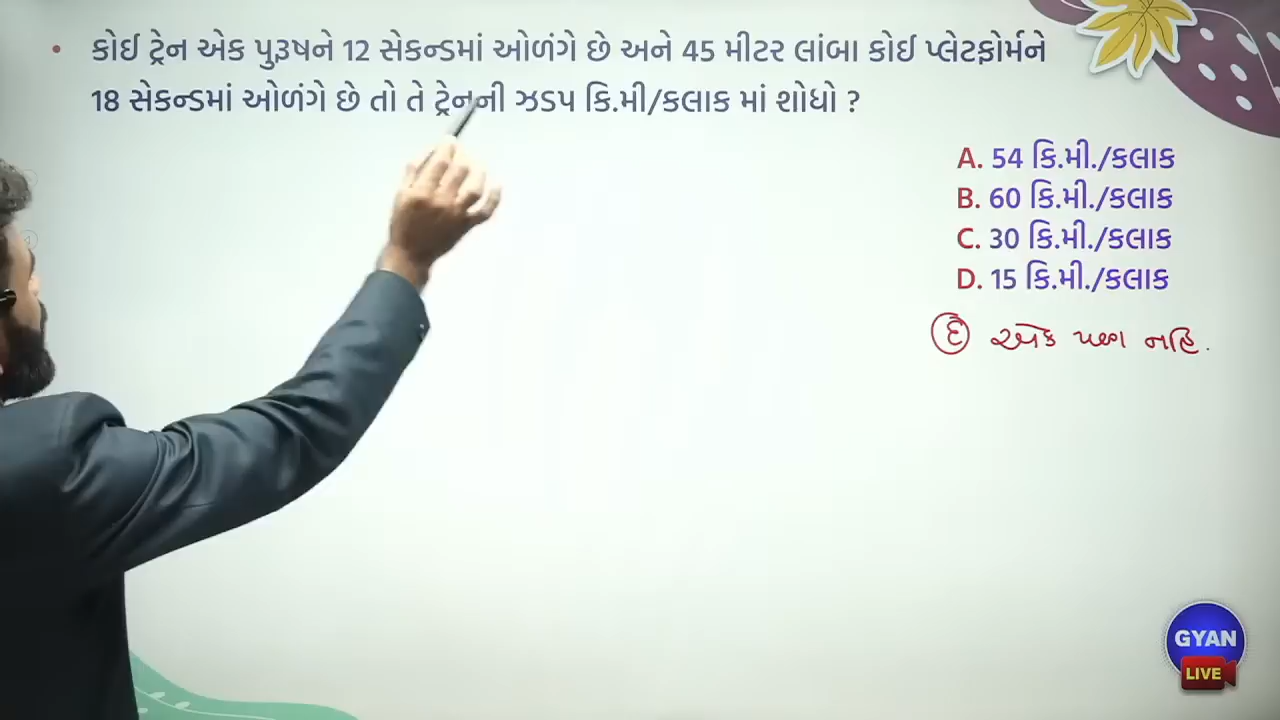 • કોઈ ટ્રેન એક પુરૂષને 12 સેકન્ડમાં ઓળંગે છે અને 45 મીટર લાંબા કોઈ પ્લેટફોર્મને
18 સેકન્ડમાં ઓળંગે છે તો તે ટ્રેનની ઝડપ કિ.મી/કલાક માં શોધો ?
A. 54 કિ.મી./કલાક
B. 60 કિ.મી./કલાક
C. 30 કિ.મી./કલાક
D. 15 કિ.મી./કલાક
E એક પણ નહિ.
GYAN
LIVE